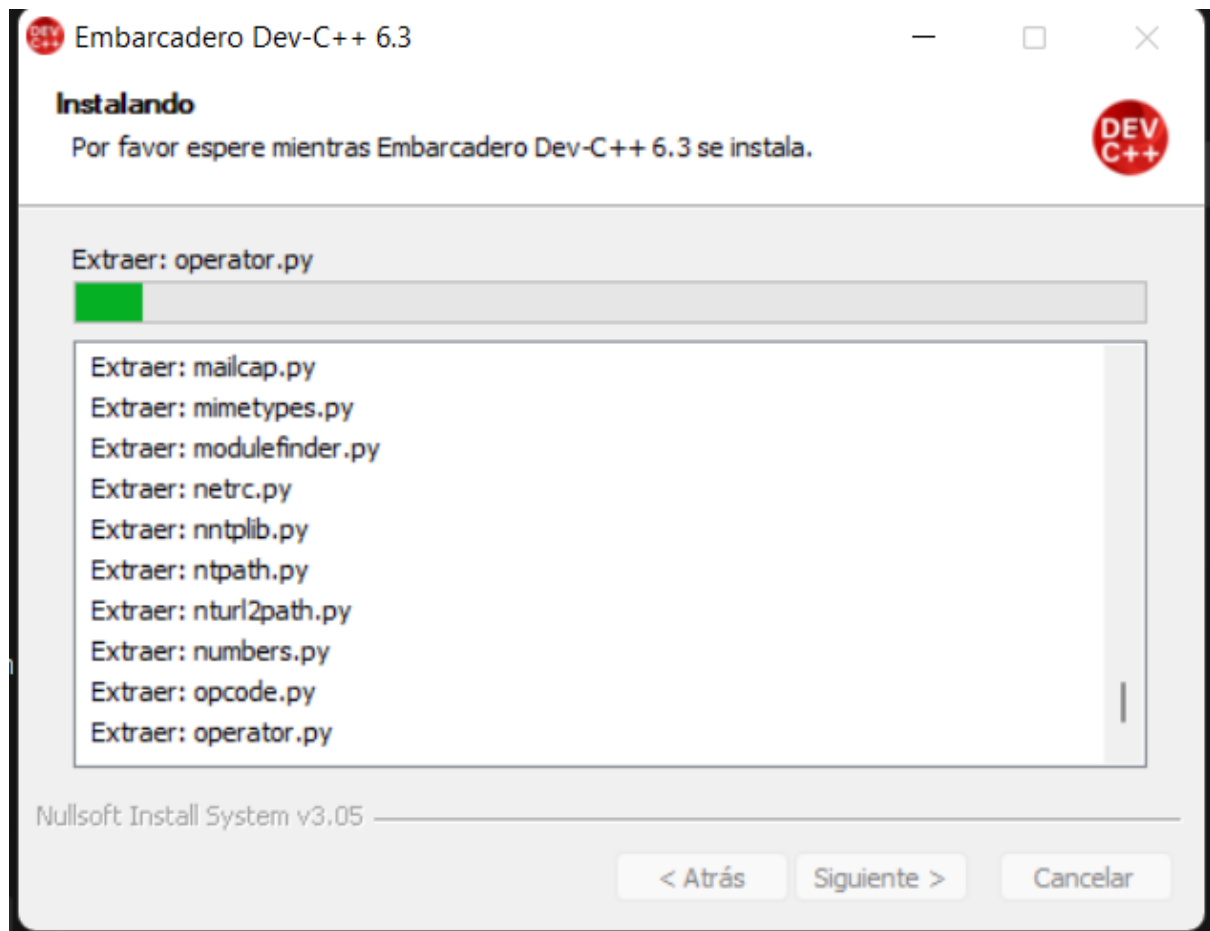 DEV C++ Embarcadero Dev-C++ 6.3
Instalando
Por favor espere mientras Embarcadero Dev-C++ 6.3 se instala.
DEV
C++
Extraer: operator.py
Extraer: mailcap.py
Extraer: mimetypes.py
Extraer: modulefinder.py
Extraer: netrc.py
Extraer: nntplib.py
Extraer: ntpath.py
Extraer: nturl2path.py
Extraer: numbers.py
Extraer: opcode.py
Extraer: operator.py
Nullsoft Install System v3.05
< Atrás Siguiente > Cancelar